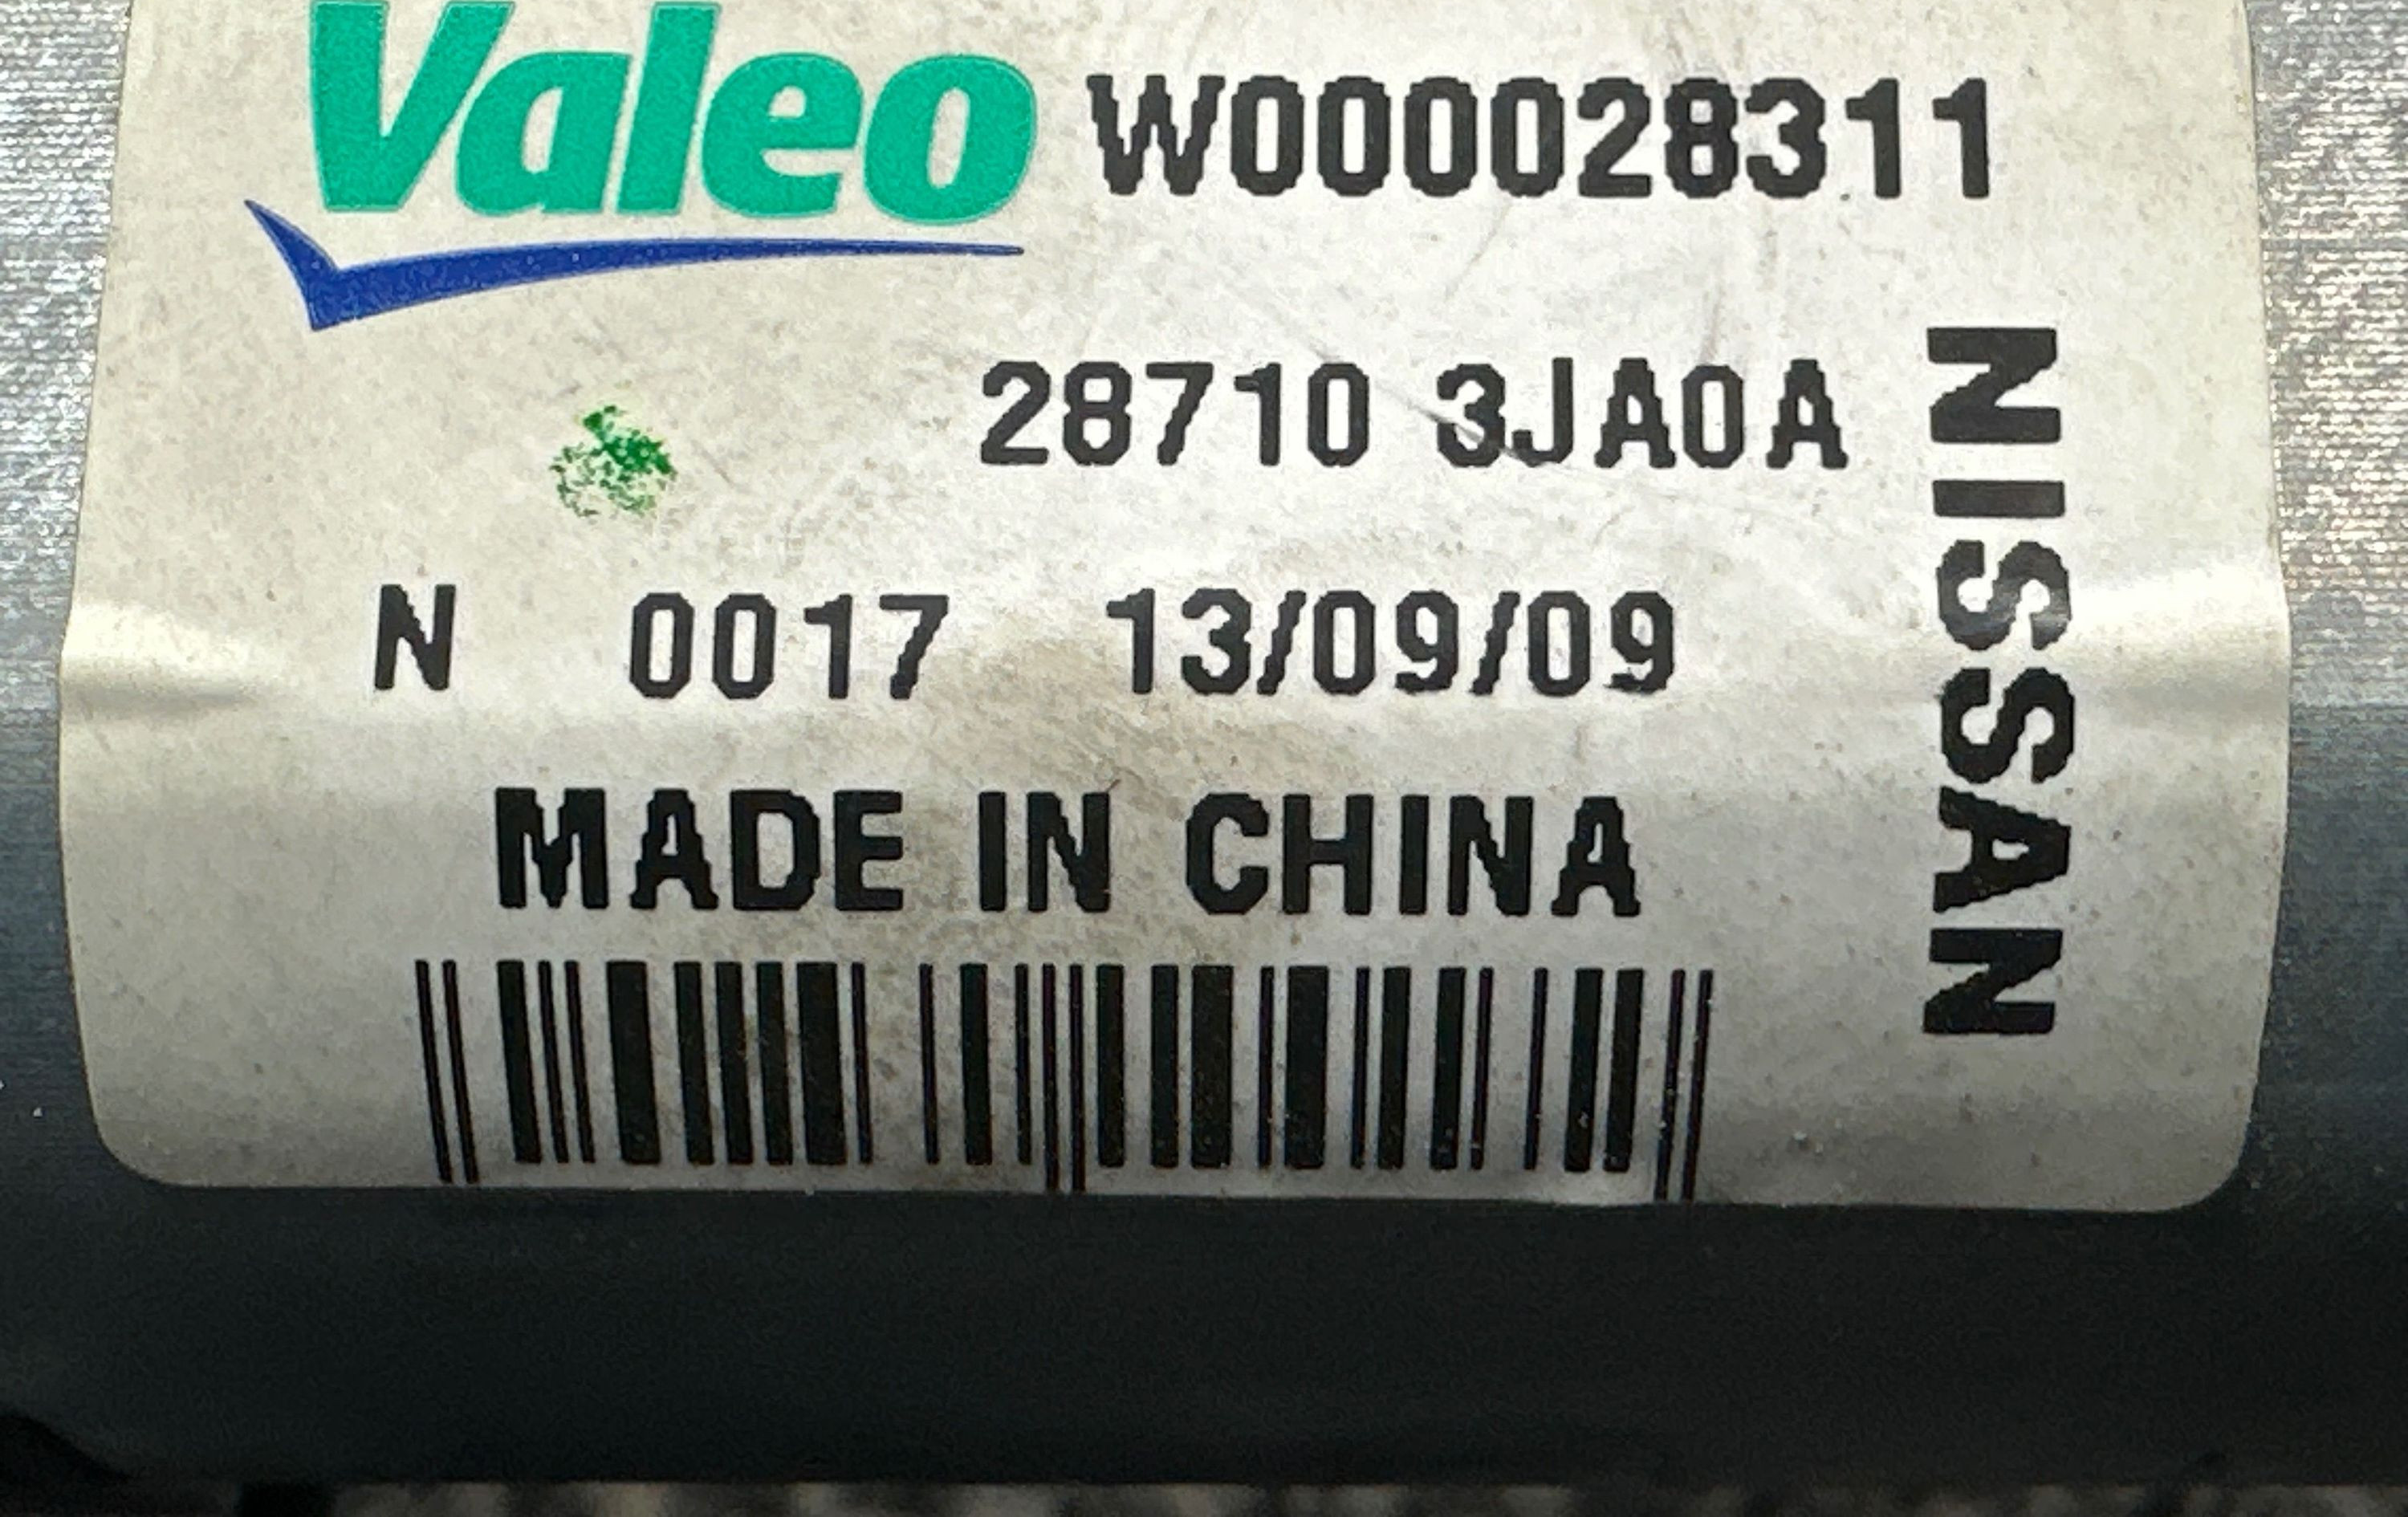 Valeo W000028311
28710 3JA0A
N 0017 13/09/09
MADE IN CHINA
NISSAN